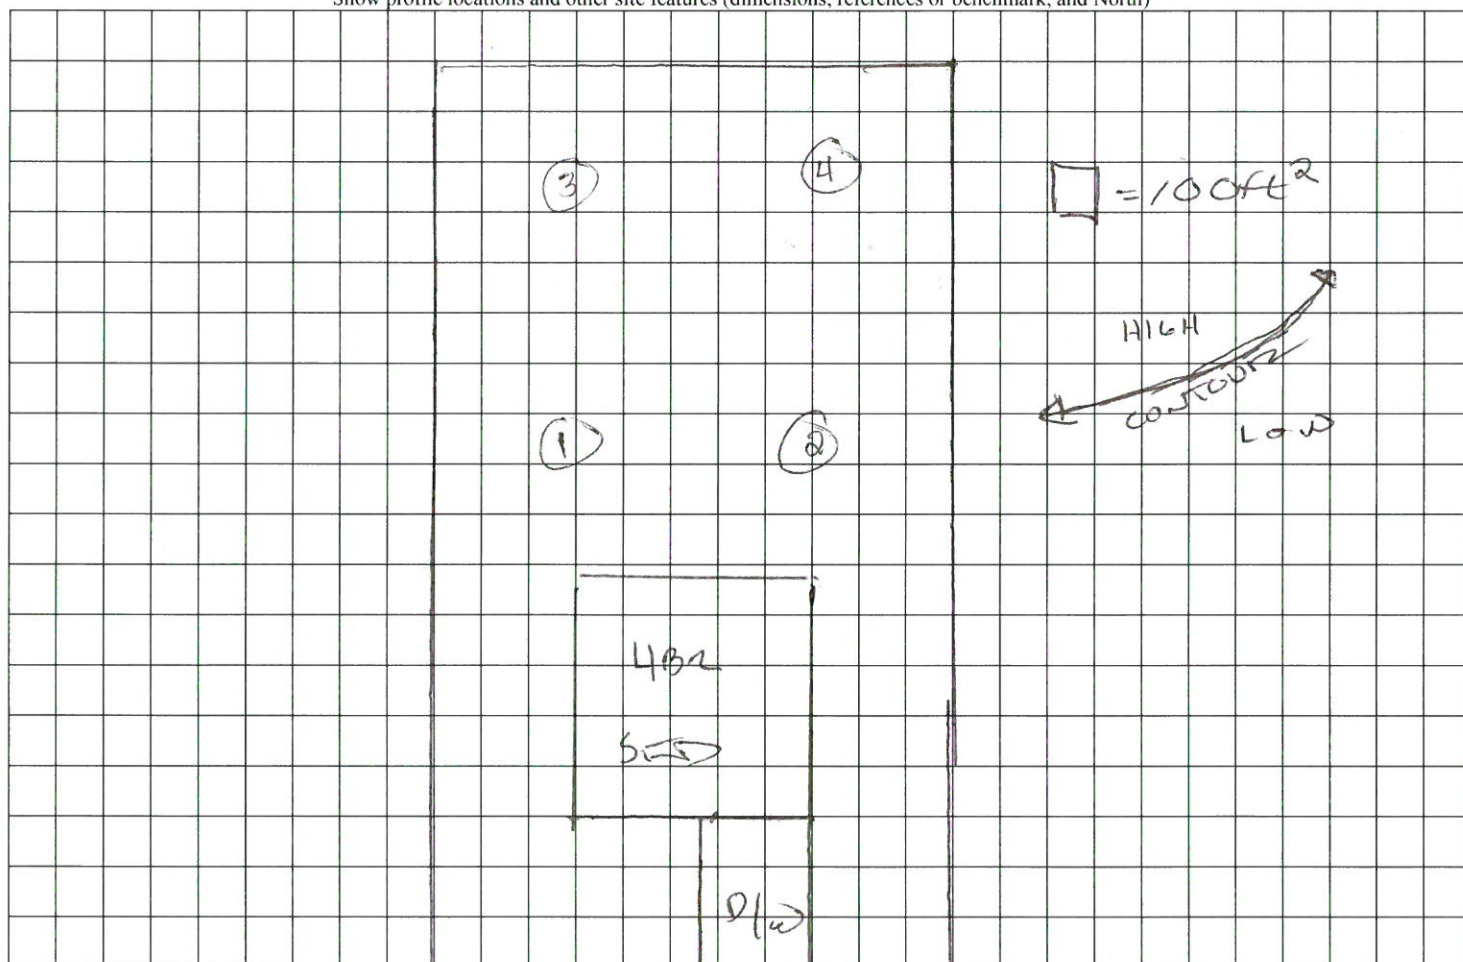 Show profile locations and other site features (dimensions, references or benchmark, and North)
3
4
= 100ft²
HIGH
CONTOUR
LOW
1
2
4BR
SFD
D/W